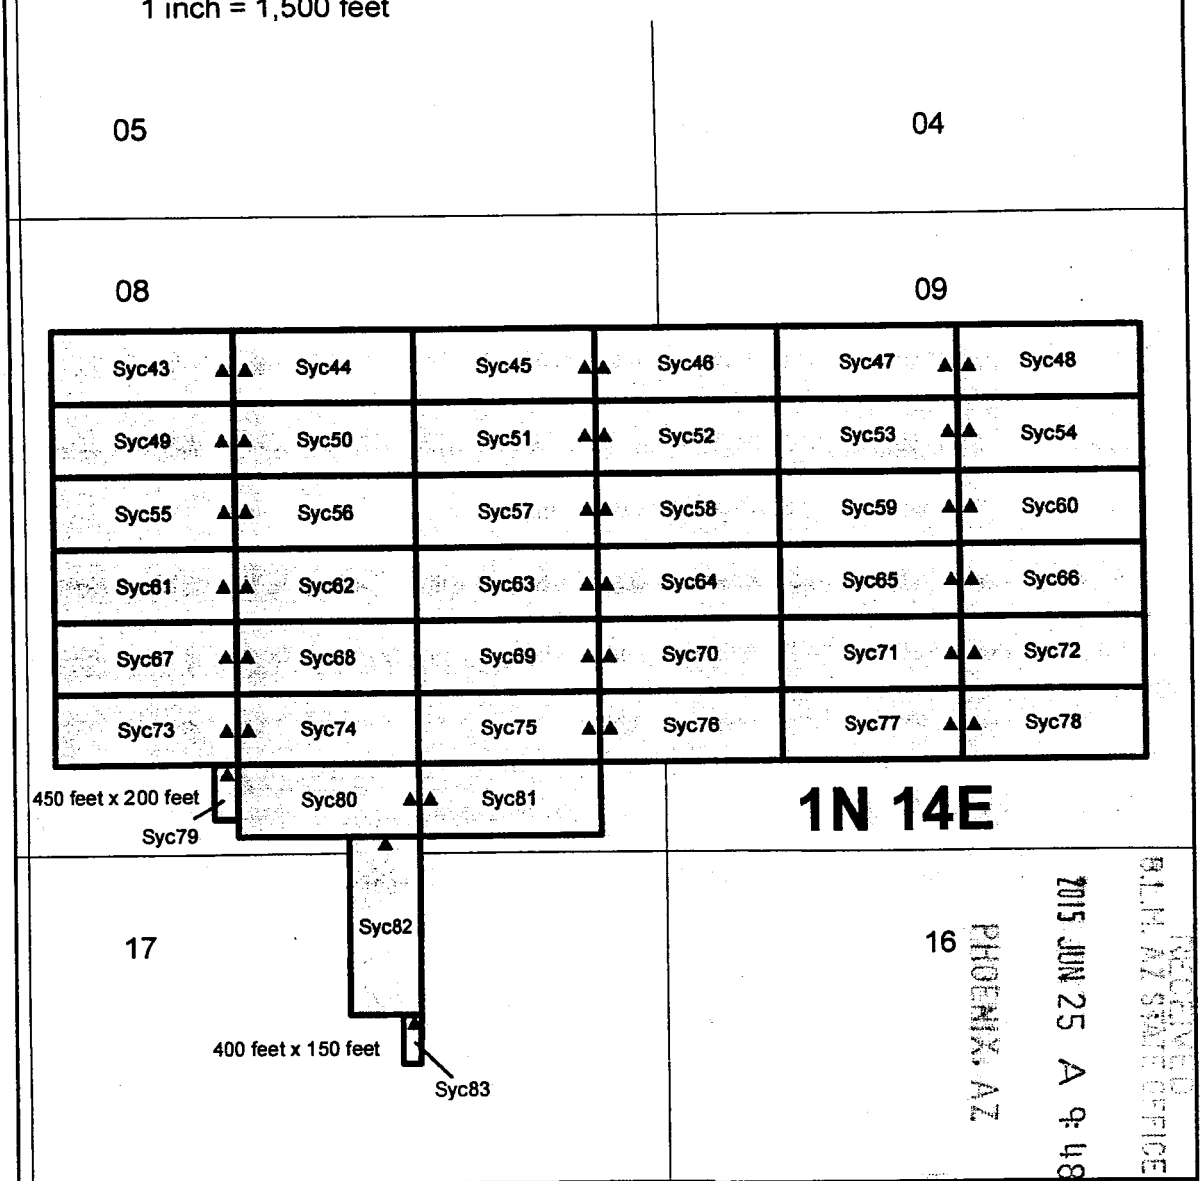 1 inch = 1,500 feet
05
04
08
09
Syc43 Syc44 Syc45 Syc46 Syc47 Syc48
Syc49 Syc50 Syc51 Syc52 Syc53 Syc54
Syc55 Syc56 Syc57 Syc58 Syc59 Syc60
Syc61 Syc62 Syc63 Syc64 Syc65 Syc66
Syc67 Syc68 Syc69 Syc70 Syc71 Syc72
Syc73 Syc74 Syc75 Syc76 Syc77 Syc78
450 feet x 200 feet
Syc80 Syc81
1N 14E
Syc79
Syc82
17
16
400 feet x 150 feet
Syc83
RECEIVED
B.L.M. AZ STATE OFFICE
2015 JUN 25 A 9:48
PHOENIX, AZ